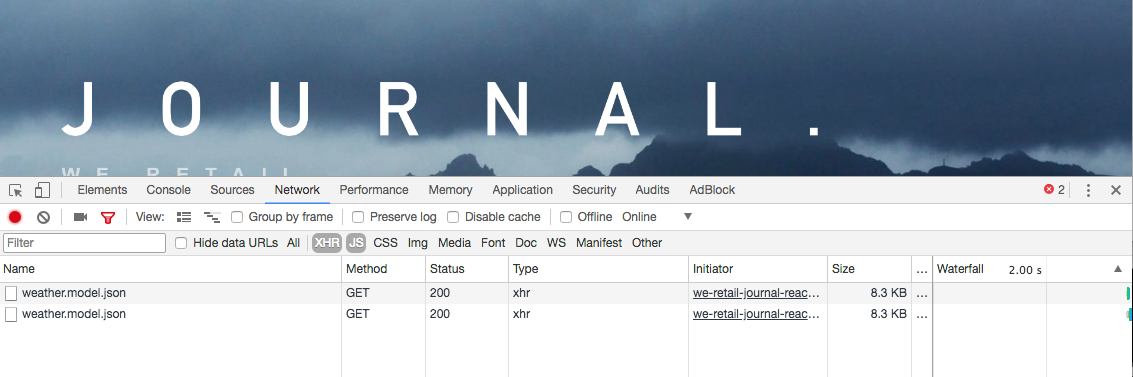 JOURNAL.
WE RETAIL
Elements Console Sources Network Performance Memory Application Security Audits AdBlock 2
View: Group by frame Preserve log Disable cache Offline Online
Filter Hide data URLs All XHR JS CSS Img Media Font Doc WS Manifest Other
Name Method Status Type Initiator Size ... Waterfall 2.00 s
weather.model.json GET 200 xhr we-retail-journal-reac... 8.3 KB ...
weather.model.json GET 200 xhr we-retail-journal-reac... 8.3 KB ...